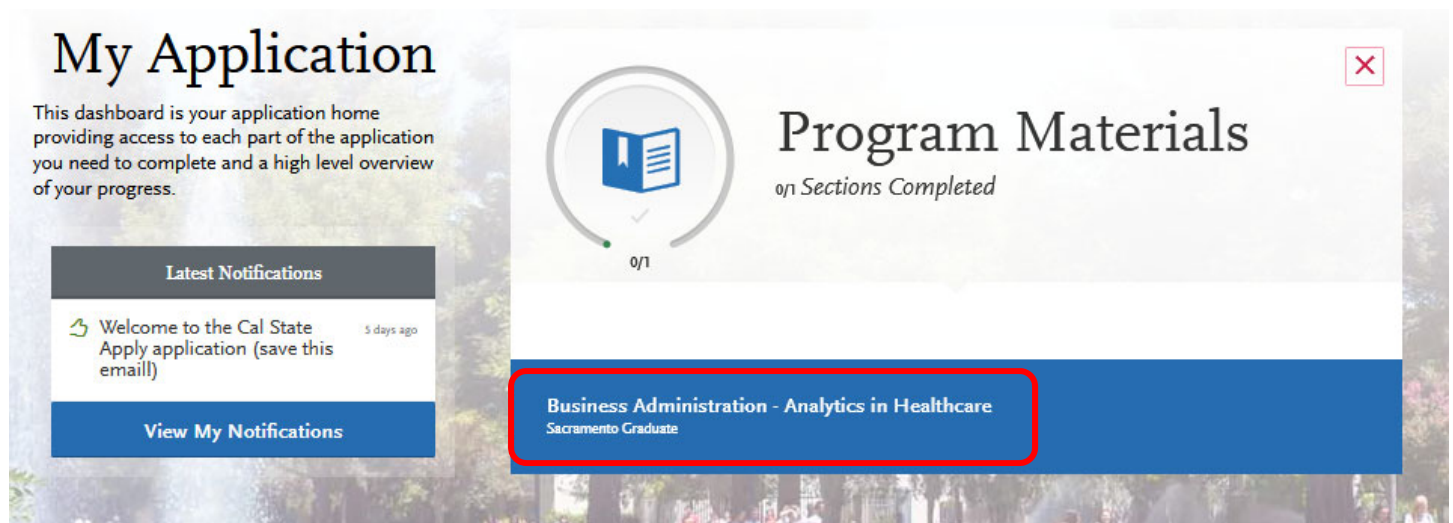 My Application
This dashboard is your application home
providing access to each part of the application
you need to complete and a high level overview
of your progress.
Latest Notifications
Welcome to the Cal State
Apply application (save this
email!)
5 days ago
View My Notifications
Program Materials
0/1 Sections Completed
0/1
Business Administration - Analytics in Healthcare
Sacramento Graduate